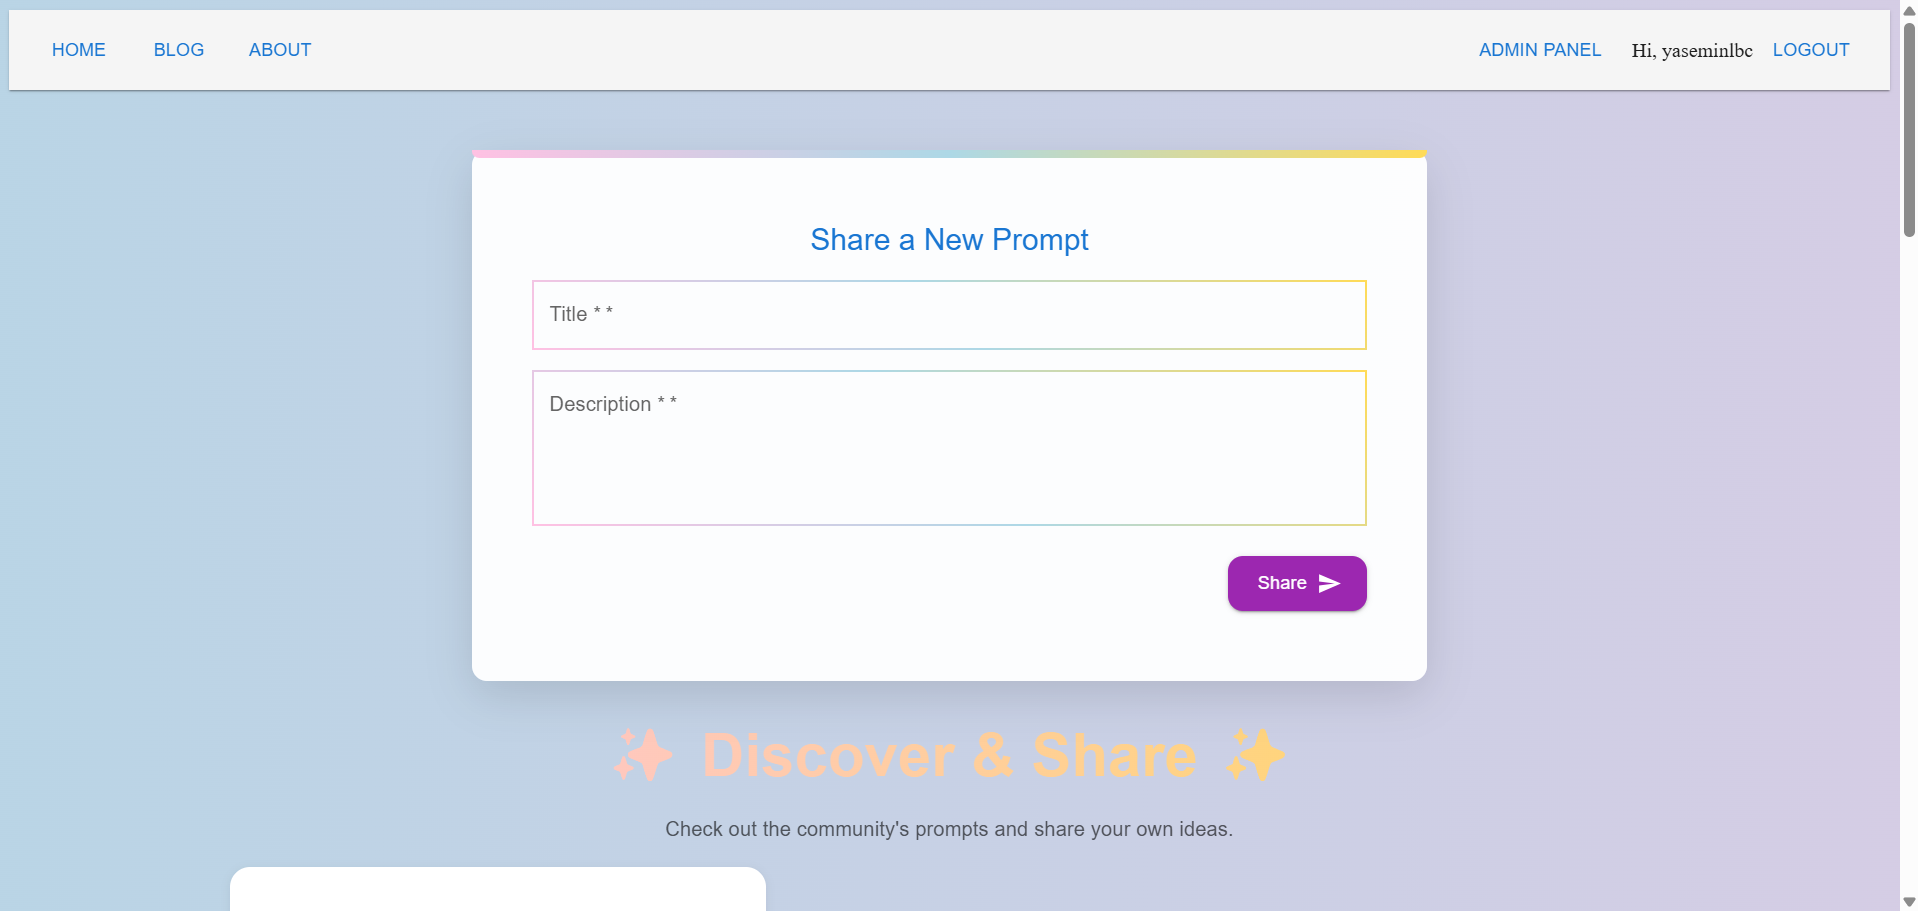 HOME BLOG ABOUT ADMIN PANEL Hi, yaseminlbc LOGOUT
Share a New Prompt
Title * *
Description * *
Share
✨ Discover & Share ✨
Check out the community's prompts and share your own ideas.